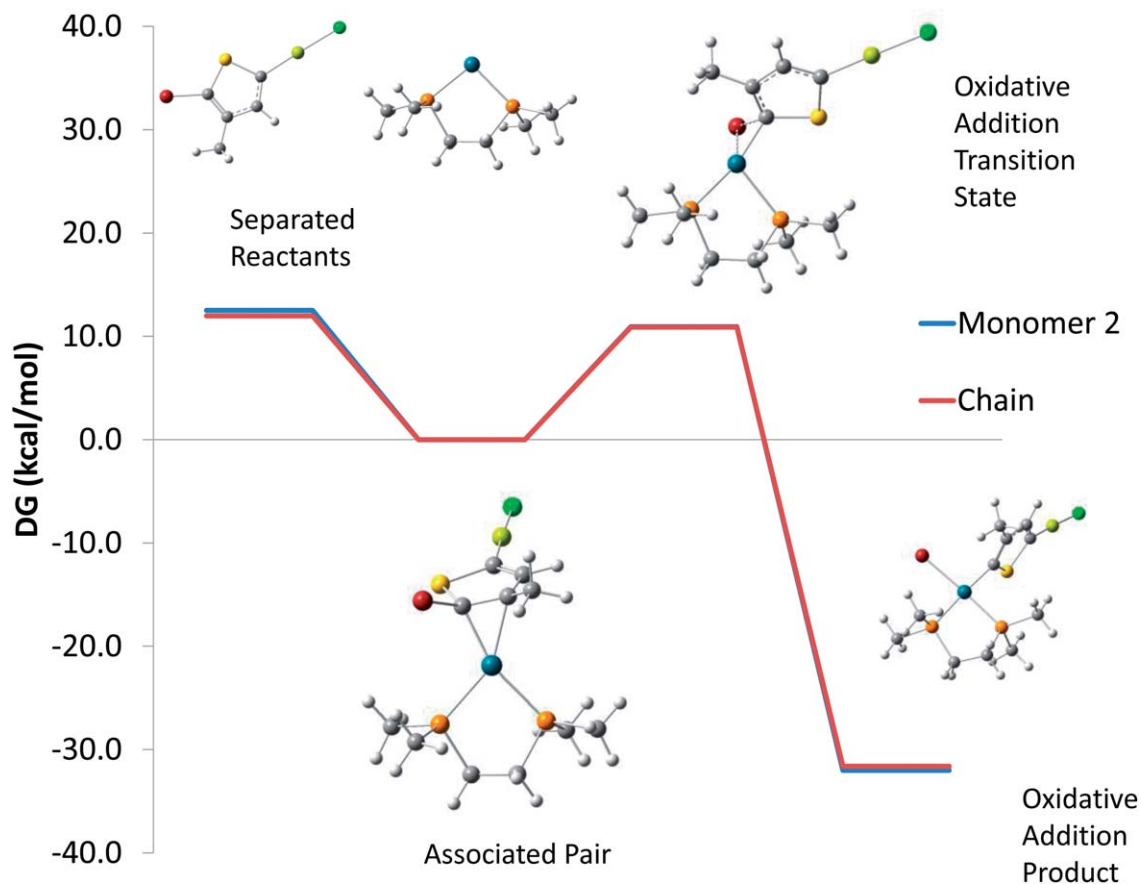 40.0
30.0
20.0
10.0
0.0
-10.0
-20.0
-30.0
-40.0
DG (kcal/mol)
Separated
Reactants
Oxidative
Addition
Transition
State
Monomer 2
Chain
Associated Pair
Oxidative
Addition
Product